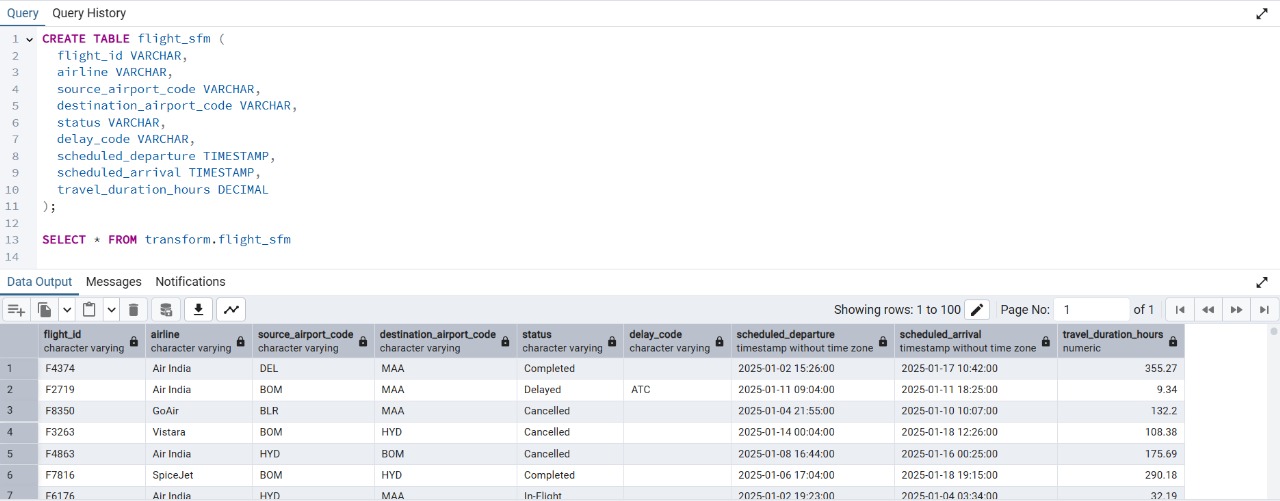 Query Query History
1 CREATE TABLE flight_sfm (
2 flight_id VARCHAR,
3 airline VARCHAR,
4 source_airport_code VARCHAR,
5 destination_airport_code VARCHAR,
6 status VARCHAR,
7 delay_code VARCHAR,
8 scheduled_departure TIMESTAMP,
9 scheduled_arrival TIMESTAMP,
10 travel_duration_hours DECIMAL
11 );
12
13 SELECT * FROM transform.flight_sfm
14
Data Output Messages Notifications
Showing rows: 1 to 100 Page No: 1 of 1
flight_id airline source_airport_code destination_airport_code status delay_code scheduled_departure scheduled_arrival travel_duration_hours
character varying character varying character varying character varying character varying character varying timestamp without time zone timestamp without time zone numeric
1 F4374 Air India DEL MAA Completed 2025-01-02 15:26:00 2025-01-17 10:42:00 355.27
2 F2719 Air India BOM MAA Delayed ATC 2025-01-11 09:04:00 2025-01-11 18:25:00 9.34
3 F8350 GoAir BLR MAA Cancelled 2025-01-04 21:55:00 2025-01-10 10:07:00 132.2
4 F3263 Vistara BOM HYD Cancelled 2025-01-14 00:04:00 2025-01-18 12:26:00 108.38
5 F4863 Air India HYD BOM Cancelled 2025-01-08 16:44:00 2025-01-16 00:25:00 175.69
6 F7816 SpiceJet BOM HYD Completed 2025-01-06 17:04:00 2025-01-18 19:15:00 290.18
7 F6176 Air India HYD MAA In-Flight 2025-01-02 19:23:00 2025-01-04 03:34:00 32.19